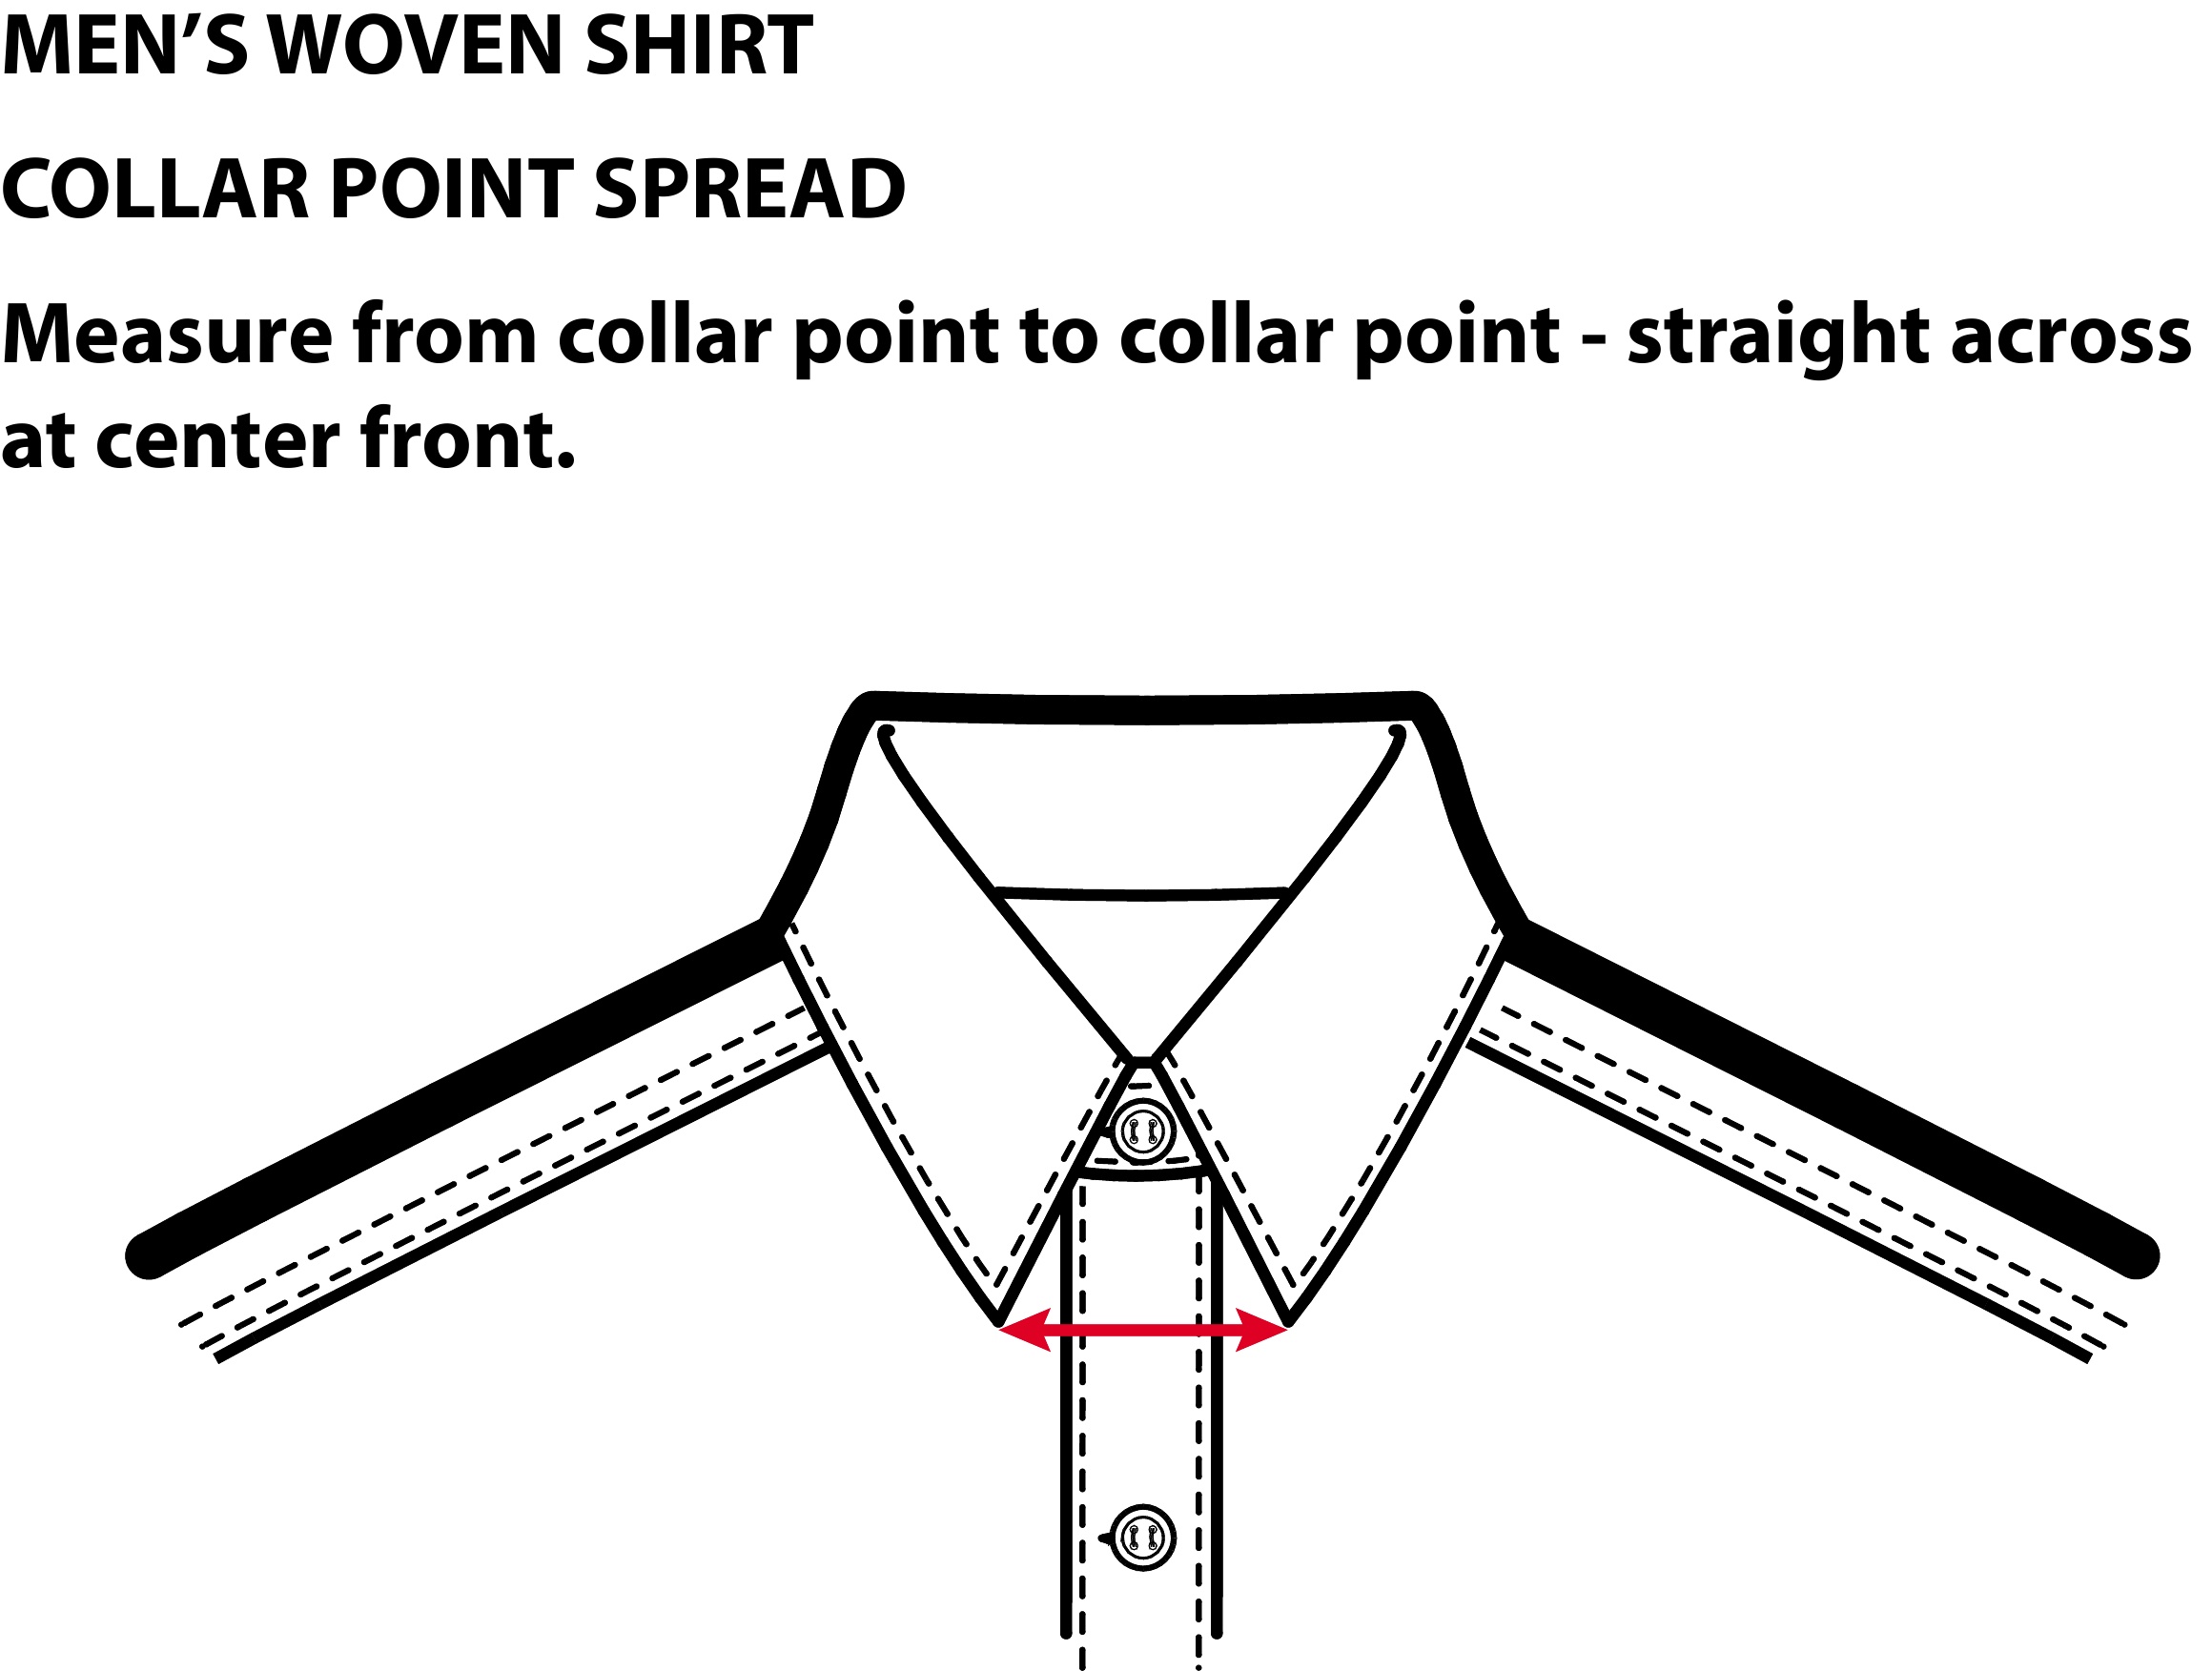 MEN’S WOVEN SHIRT
COLLAR POINT SPREAD
Measure from collar point to collar point - straight across
at center front.